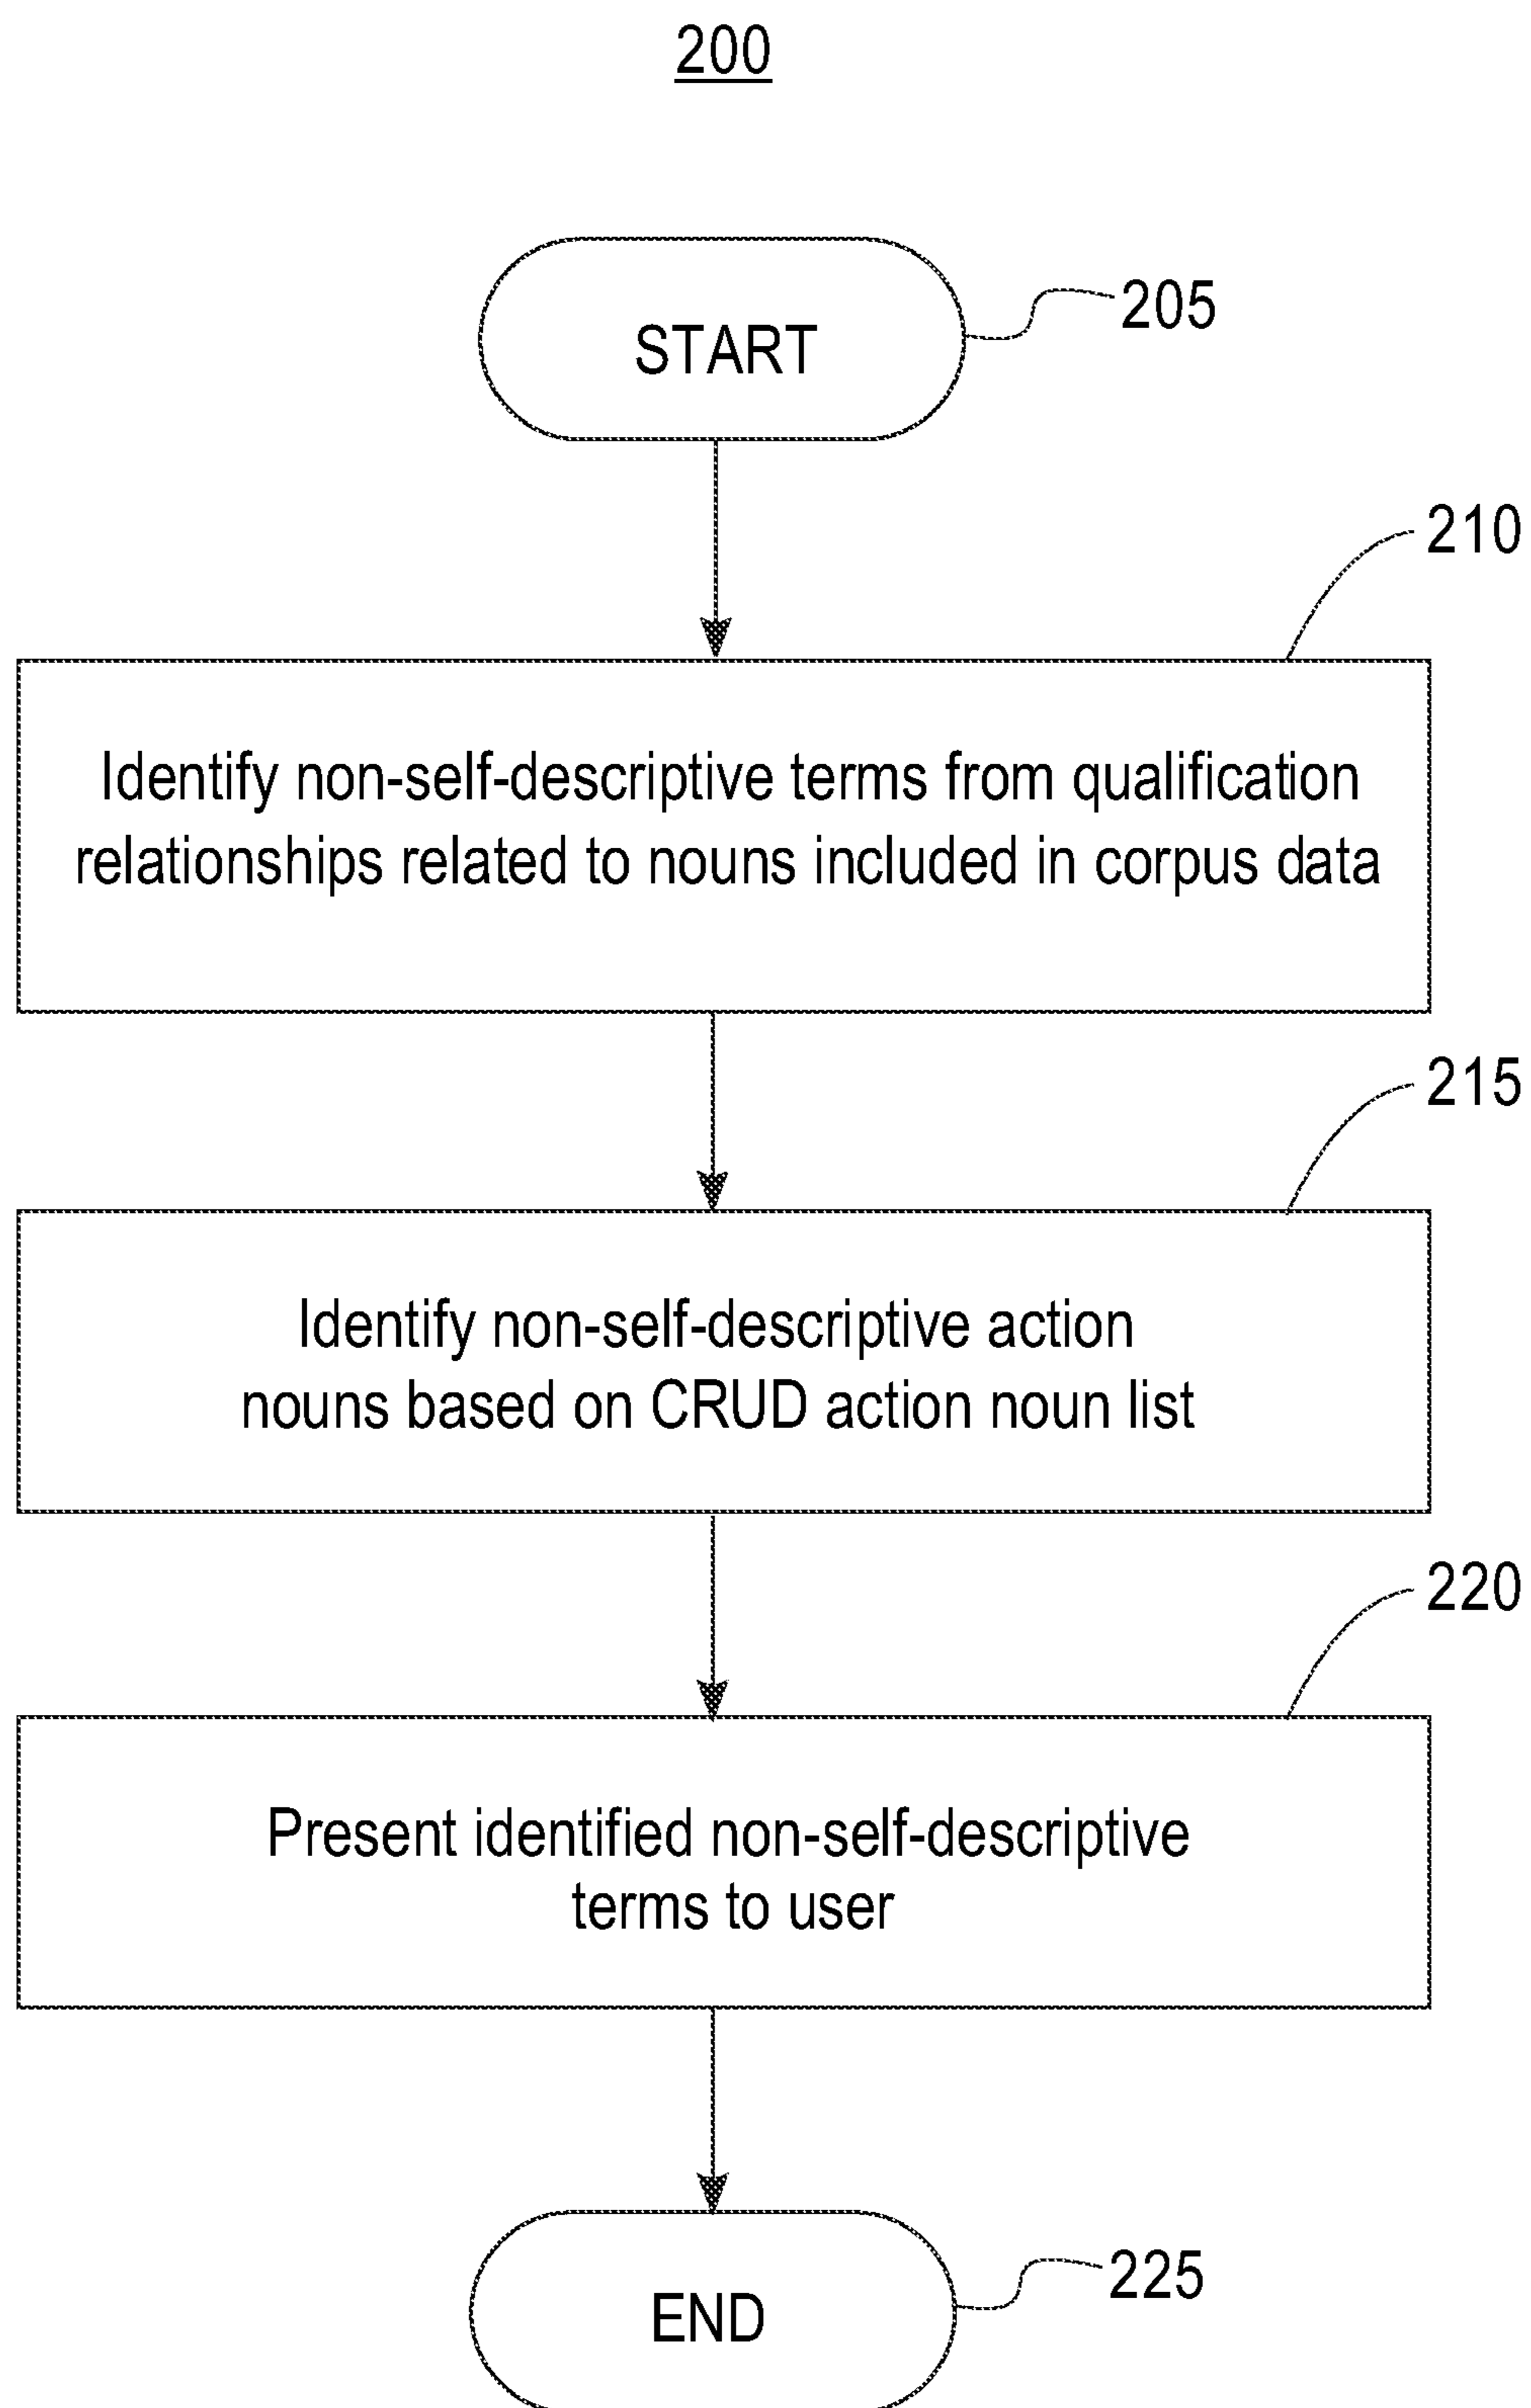 200
START
205
210
Identify non-self-descriptive terms from qualification
relationships related to nouns included in corpus data
215
Identify non-self-descriptive action
nouns based on CRUD action noun list
220
Present identified non-self-descriptive
terms to user
END
225